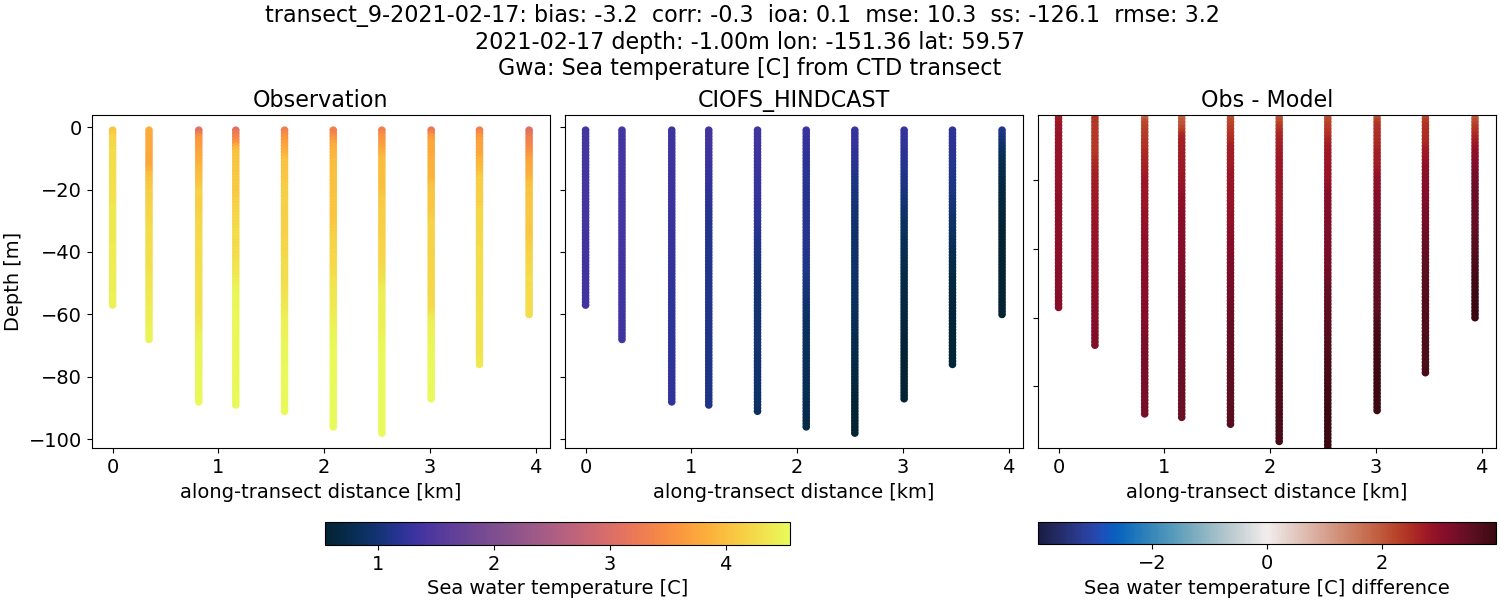 transect_9-2021-02-17: bias: -3.2  corr: -0.3  ioa: 0.1  mse: 10.3  ss: -126.1  rmse: 3.2
2021-02-17 depth: -1.00m lon: -151.36 lat: 59.57
Gwa: Sea temperature [C] from CTD transect
Observation
CIOFS_HINDCAST
Obs - Model
Depth [m]
0
−20
−40
−60
−80
−100
0 1 2 3 4
0 1 2 3 4
0 1 2 3 4
along-transect distance [km]
along-transect distance [km]
along-transect distance [km]
1 2 3 4
Sea water temperature [C]
−2 0 2
Sea water temperature [C] difference